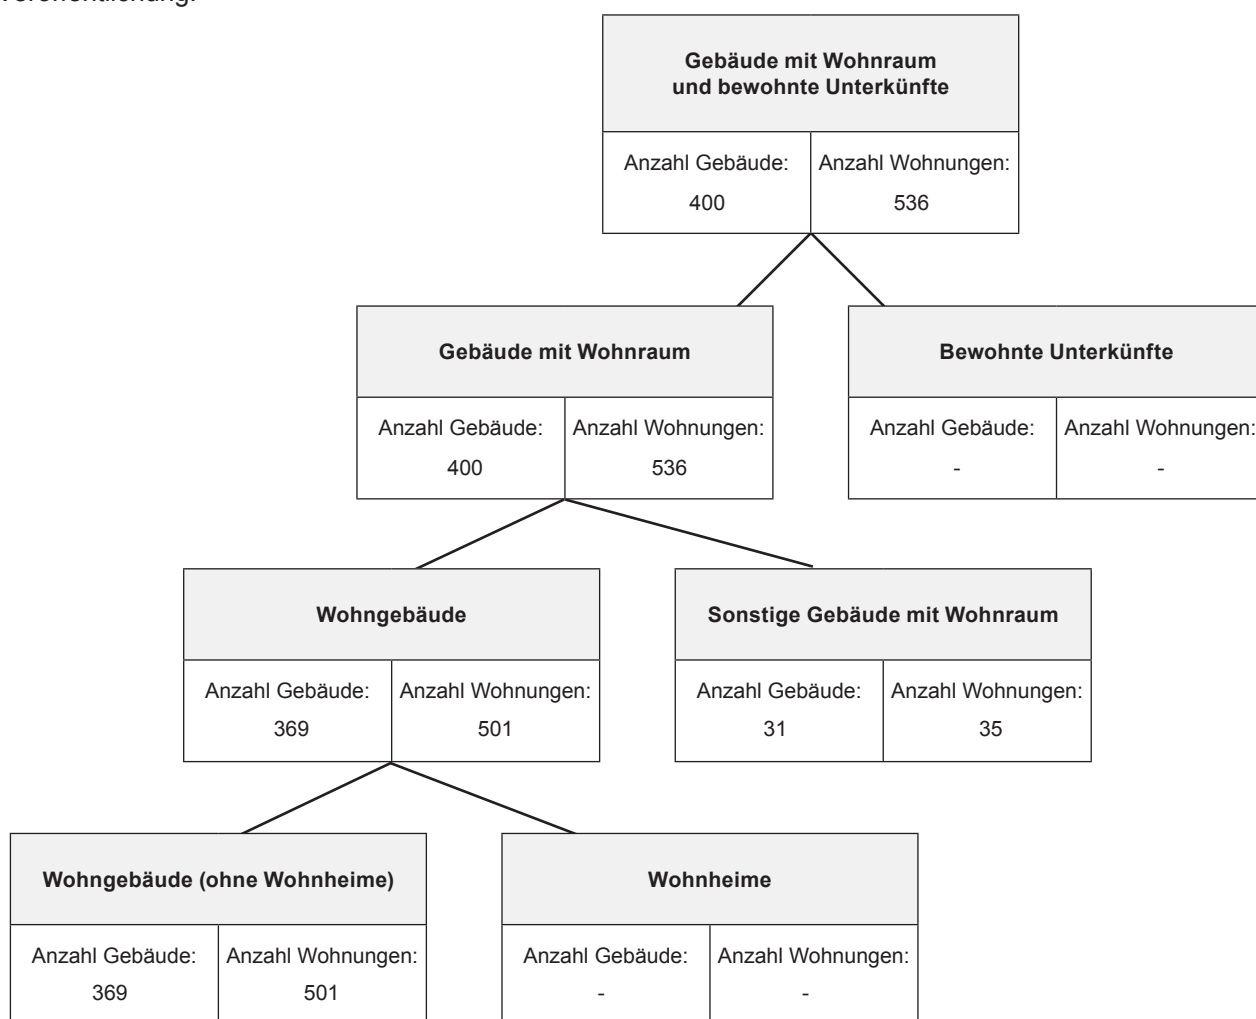 Gebäude mit Wohnraum
und bewohnte Unterkünfte
Anzahl Gebäude: Anzahl Wohnungen:
400 536
Gebäude mit Wohnraum
Anzahl Gebäude: Anzahl Wohnungen:
400 536
Bewohnte Unterkünfte
Anzahl Gebäude: Anzahl Wohnungen:
- -
Wohngebäude
Anzahl Gebäude: Anzahl Wohnungen:
369 501
Sonstige Gebäude mit Wohnraum
Anzahl Gebäude: Anzahl Wohnungen:
31 35
Wohngebäude (ohne Wohnheime)
Anzahl Gebäude: Anzahl Wohnungen:
369 501
Wohnheime
Anzahl Gebäude: Anzahl Wohnungen:
- -